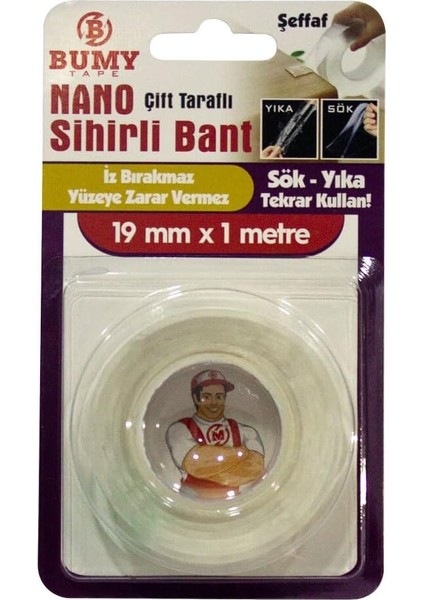 B
BUMY
TAPE
Şeffaf
NANO Çift Taraflı
Sihirli Bant
YIKA
SÖK
İz Bırakmaz
Yüzeye Zarar Vermez
Sök - Yıka
Tekrar Kullan!
19 mm x 1 metre
M